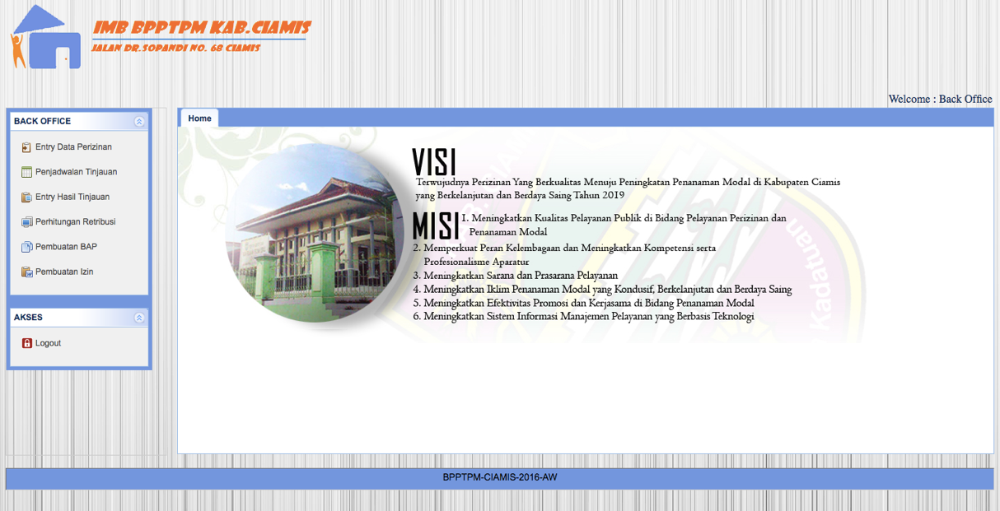 IMB BPPTPM KAB.CIAMIS
JALAN DR.SOPANDI NO. 68 CIAMIS
Welcome : Back Office
BACK OFFICE
Entry Data Perizinan
Penjadwalan Tinjauan
Entry Hasil Tinjauan
Perhitungan Retribusi
Pembuatan BAP
Pembuatan Izin
AKSES
Logout
Home
VISI
Terwujudnya Perizinan Yang Berkualitas Menuju Peningkatan Penanaman Modal di Kabupaten Ciamis
yang Berkelanjutan dan Berdaya Saing Tahun 2019
MISI
1. Meningkatkan Kualitas Pelayanan Publik di Bidang Pelayanan Perizinan dan
Penanaman Modal
2. Memperkuat Peran Kelembagaan dan Meningkatkan Kompetensi serta
Profesionalisme Aparatur
3. Meningkatkan Sarana dan Prasarana Pelayanan
4. Meningkatkan Iklim Penanaman Modal yang Kondusif, Berkelanjutan dan Berdaya Saing
5. Meningkatkan Efektivitas Promosi dan Kerjasama di Bidang Penanaman Modal
6. Meningkatkan Sistem Informasi Manajemen Pelayanan yang Berbasis Teknologi
BPPTPM-CIAMIS-2016-AW